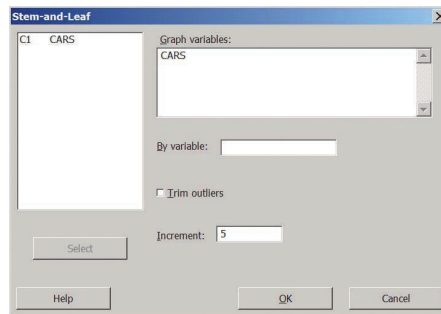 Stem-and-Leaf
C1 CARS
Graph variables:
CARS
By variable:
Trim outliers
Select
Increment: 5
Help
OK
Cancel